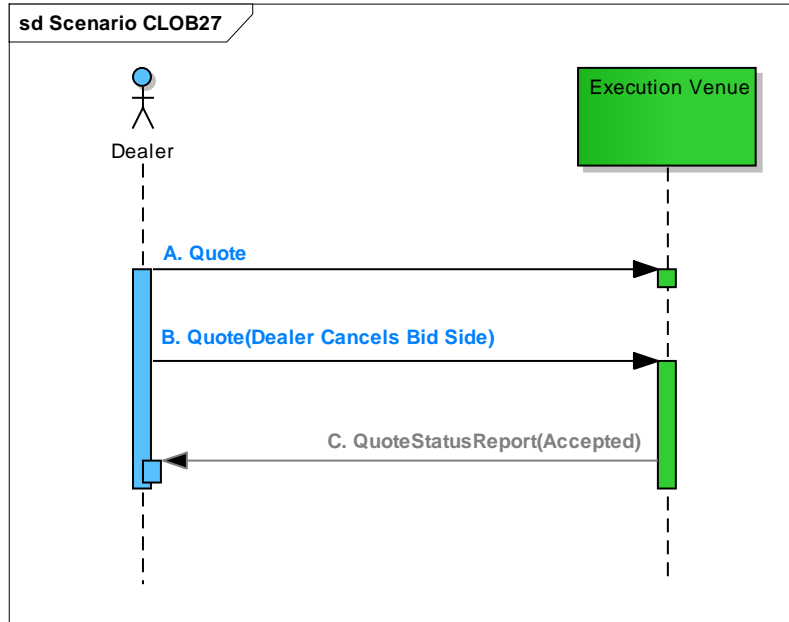 sd Scenario CLOB27
Execution Venue
Dealer
A. Quote
B. Quote(Dealer Cancels Bid Side)
C. QuoteStatusReport(Accepted)